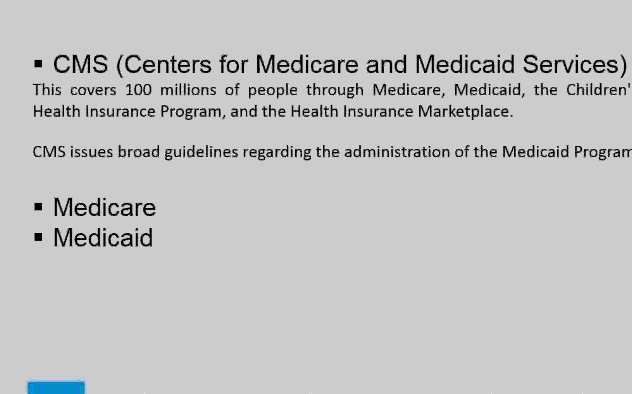 ▪ CMS (Centers for Medicare and Medicaid Services)
This covers 100 millions of people through Medicare, Medicaid, the Children'
Health Insurance Program, and the Health Insurance Marketplace.
CMS issues broad guidelines regarding the administration of the Medicaid Program
▪ Medicare
▪ Medicaid